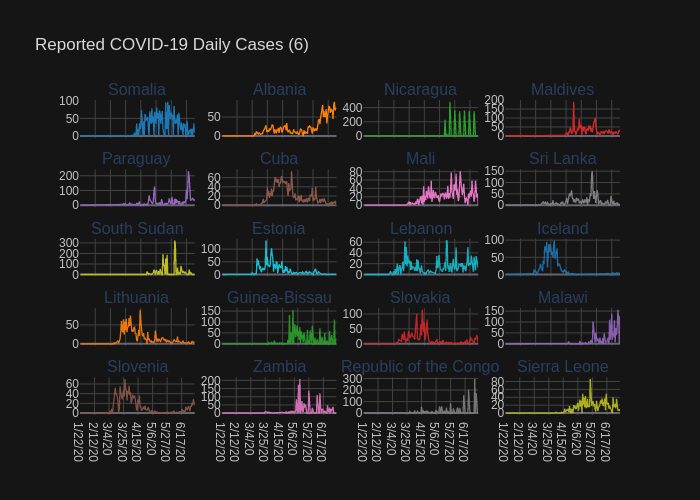 Reported COVID-19 Daily Cases (6)
Somalia Albania Nicaragua Maldives
100 50 0
50 0
400 200 0
200 150 100 50 0
Paraguay Cuba Mali Sri Lanka
200 100 0
60 40 20 0
80 60 40 20 0
150 100 50 0
South Sudan Estonia Lebanon Iceland
300 200 100 0
100 50 0
60 40 20 0
100 50 0
Lithuania Guinea-Bissau Slovakia Malawi
50 0
150 100 50 0
100 50 0
150 100 50 0
Slovenia Zambia Republic of the Congo Sierra Leone
60 40 20 0
200 150 100 50 0
300 200 100 0
80 60 40 20 0
1/22/20 2/12/20 3/4/20 3/25/20 4/15/20 5/6/20 5/27/20 6/17/20
1/22/20 2/12/20 3/4/20 3/25/20 4/15/20 5/6/20 5/27/20 6/17/20
1/22/20 2/12/20 3/4/20 3/25/20 4/15/20 5/6/20 5/27/20 6/17/20
1/22/20 2/12/20 3/4/20 3/25/20 4/15/20 5/6/20 5/27/20 6/17/20